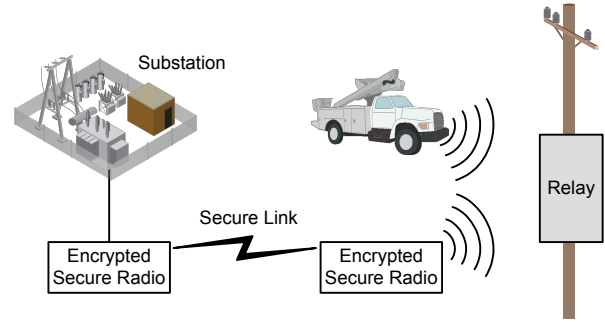 Substation
Relay
Secure Link
Encrypted
Secure Radio
Encrypted
Secure Radio